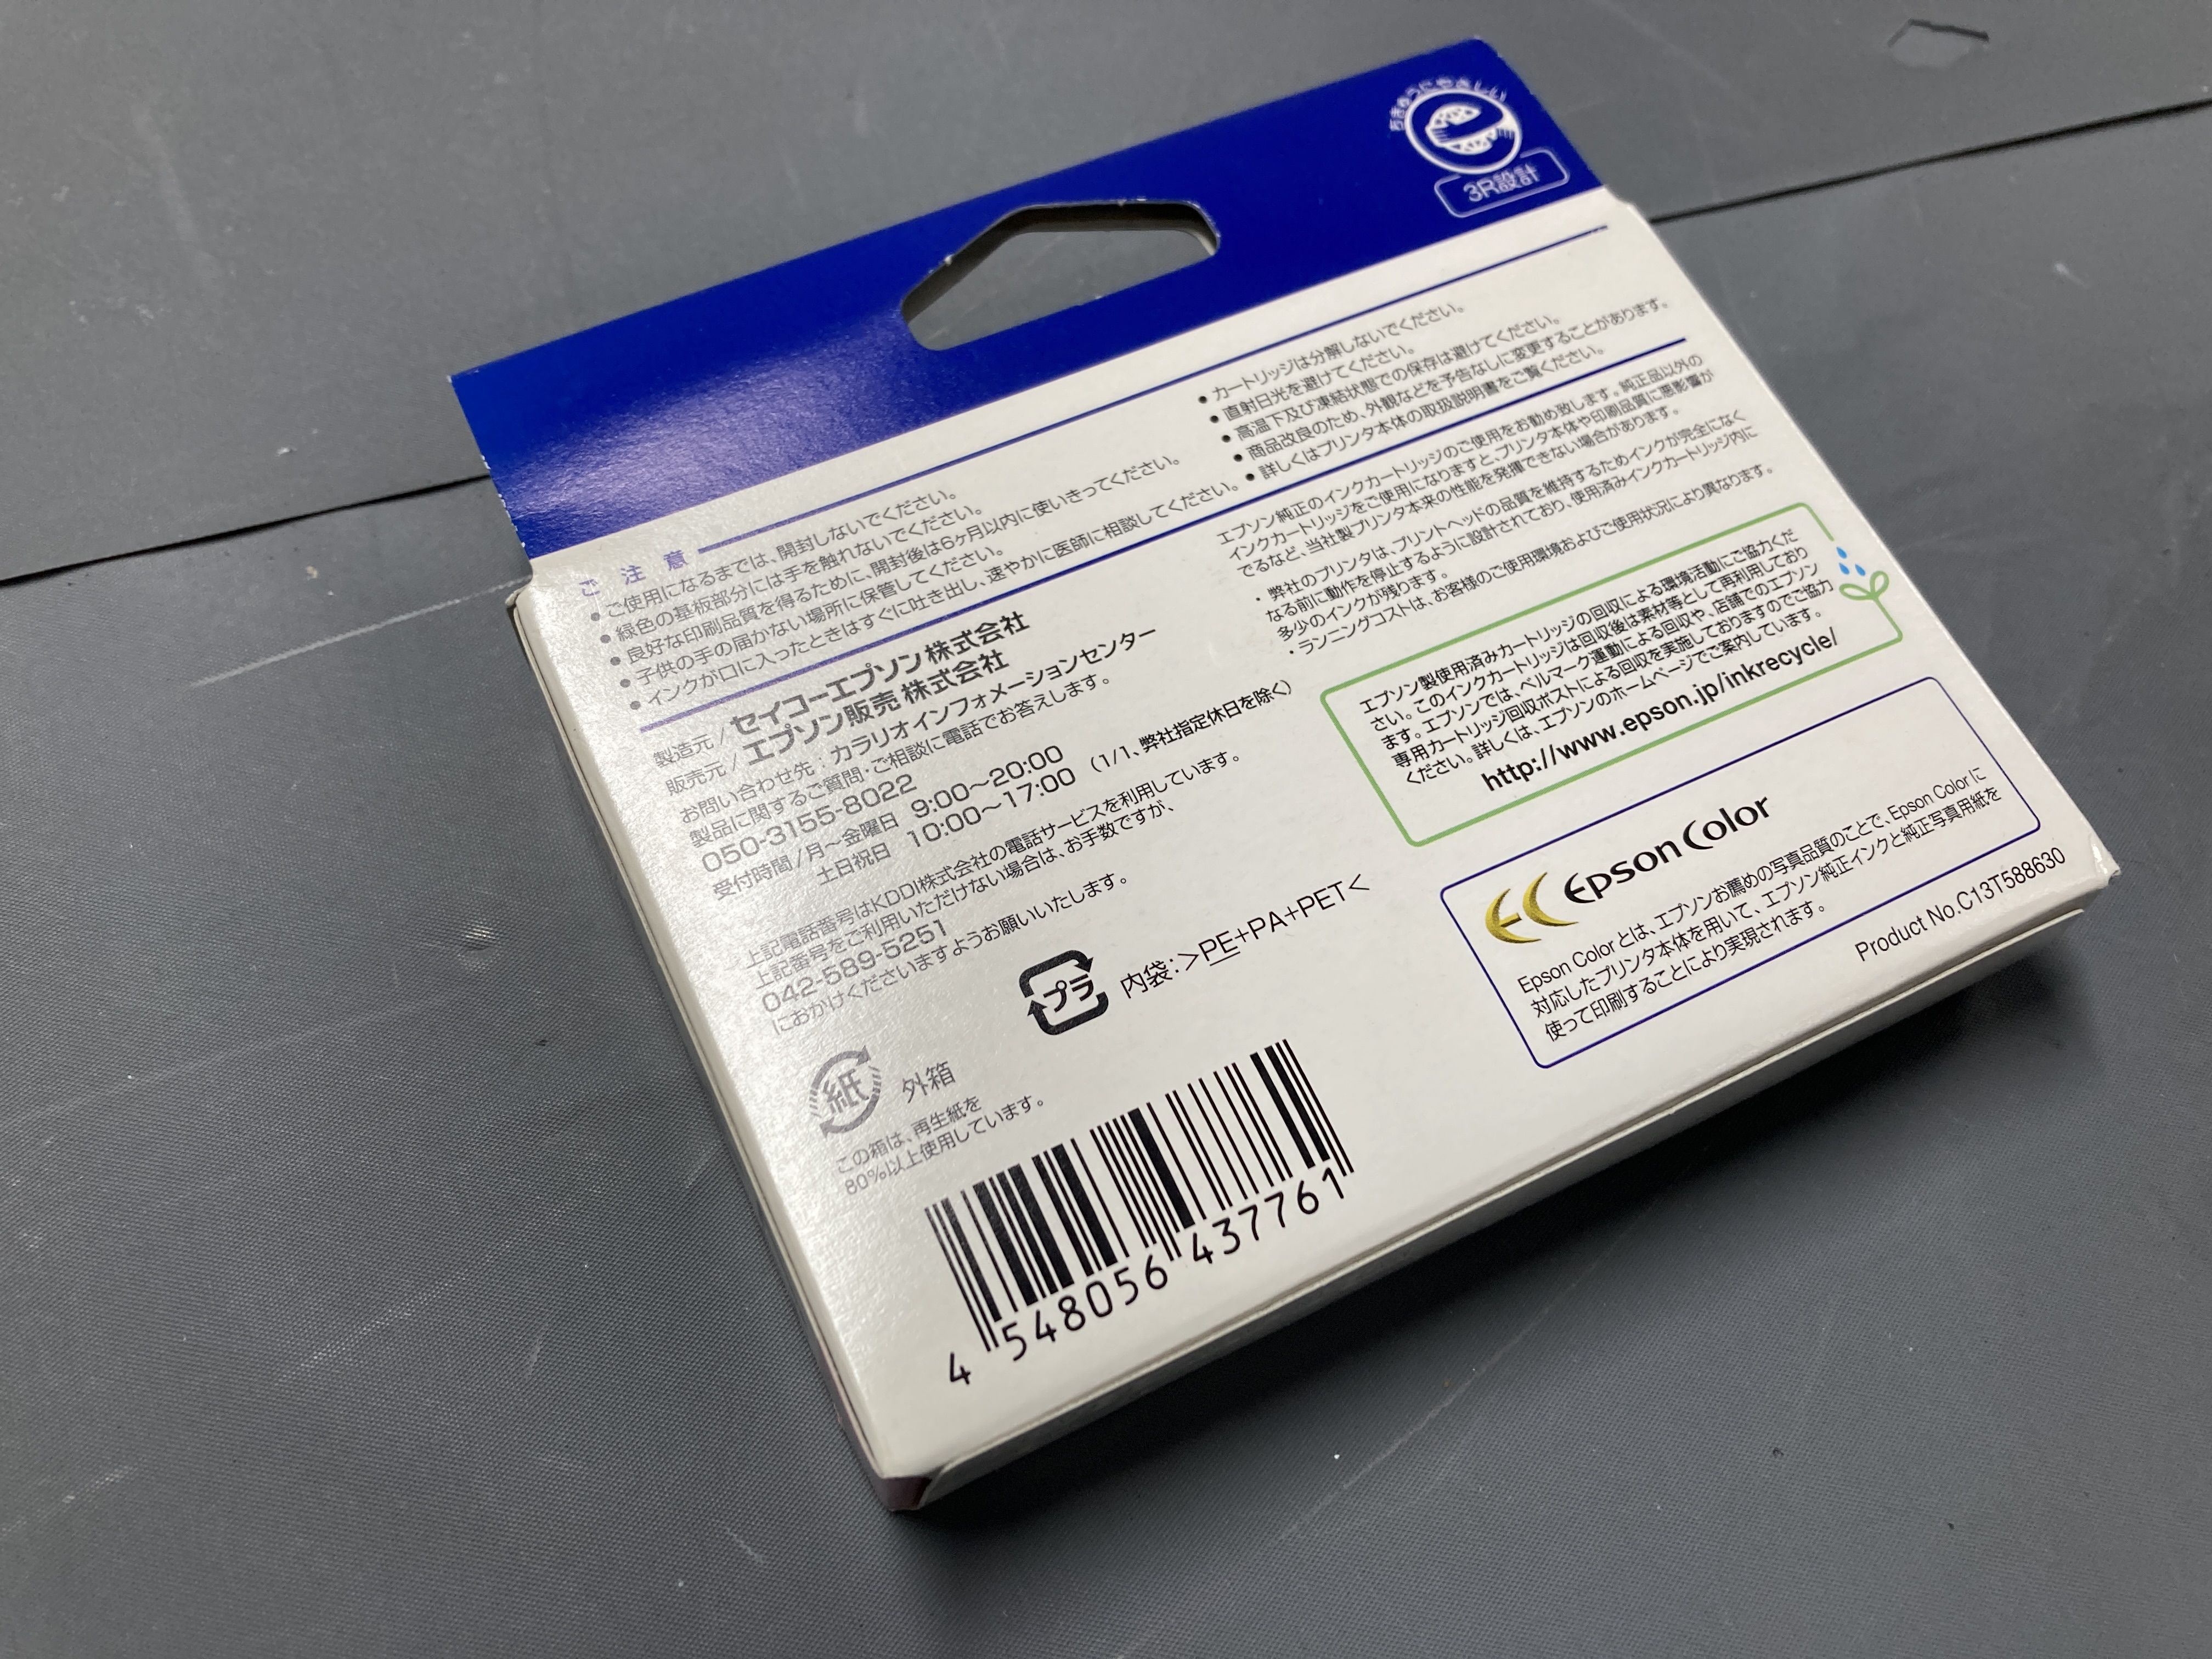 ちきゅうにやさしい
3R設計
ご注意
● ご使用になるまでは、開封しないでください。
● 緑色の基板部分には手を触れないでください。
● 良好な印刷品質を得るために、開封後は6ヶ月以内に使いきってください。
● 子供の手の届かない場所に保管してください。
● インクが口に入ったときはすぐに吐き出し、速やかに医師に相談してください。
● カートリッジは分解しないでください。
● 直射日光を避けてください。
● 高温下及び凍結状態での保存は避けてください。
● 商品改良のため、外観などを予告なしに変更することがあります。
● 詳しくはプリンタ本体の取扱説明書をご覧ください。
製造元 / セイコーエプソン株式会社
販売元 / エプソン販売 株式会社
お問い合わせ先 : カラリオインフォメーションセンター
製品に関するご質問・ご相談に電話でお答えします。
050-3155-8022
受付時間 /月～金曜日 9:00～20:00
土日祝日 10:00～17:00 (1/1、弊社指定休日を除く)
上記電話番号はKDDI株式会社の電話サービスを利用しています。
上記番号をご利用いただけない場合は、お手数ですが、
042-589-5251
におかけくださいますようお願いいたします。
プラ
内袋:>PE+PA+PET<
紙
外箱
この箱は、再生紙を
80%以上使用しています。
4 548056 437761
エプソン純正のインクカートリッジのご使用をお勧め致します。純正品以外の
インクカートリッジをご使用になりますと、プリンタ本体や印刷品質に悪影響が
でるなど、当社製プリンタ本来の性能を発揮できない場合があります。
・弊社のプリンタは、プリントヘッドの品質を維持するためインクが完全になく
なる前に動作を停止するように設計されており、使用済みインクカートリッジ内に
多少のインクが残ります。
・ランニングコストは、お客様のご使用環境およびご使用状況により異なります。
エプソン製使用済みカートリッジの回収による環境活動にご協力くだ
さい。このインクカートリッジは回収後は素材等として再利用しており
ます。エプソンでは、ベルマーク運動による回収や、店舗でのエプソン
専用カートリッジ回収ポストによる回収を実施しておりますのでご協力
ください。詳しくは、エプソンのホームページでご案内しています。
http://www.epson.jp/inkrecycle/
Epson Color
Epson Colorとは、エプソンお薦めの写真品質のことで、Epson Colorに
対応したプリンタ本体を用いて、エプソン純正インクと純正写真用紙を
使って印刷することにより実現されます。
Product No.C13T588630